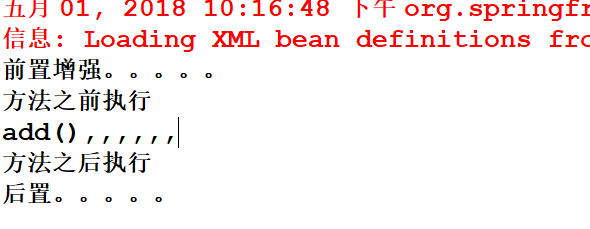 五月 01, 2018 10:16:48 下午 org.springfr
信息: Loading XML bean definitions fro
前置增强。。。。。
方法之前执行
add(),,,,,,
方法之后执行
后置。。。。。